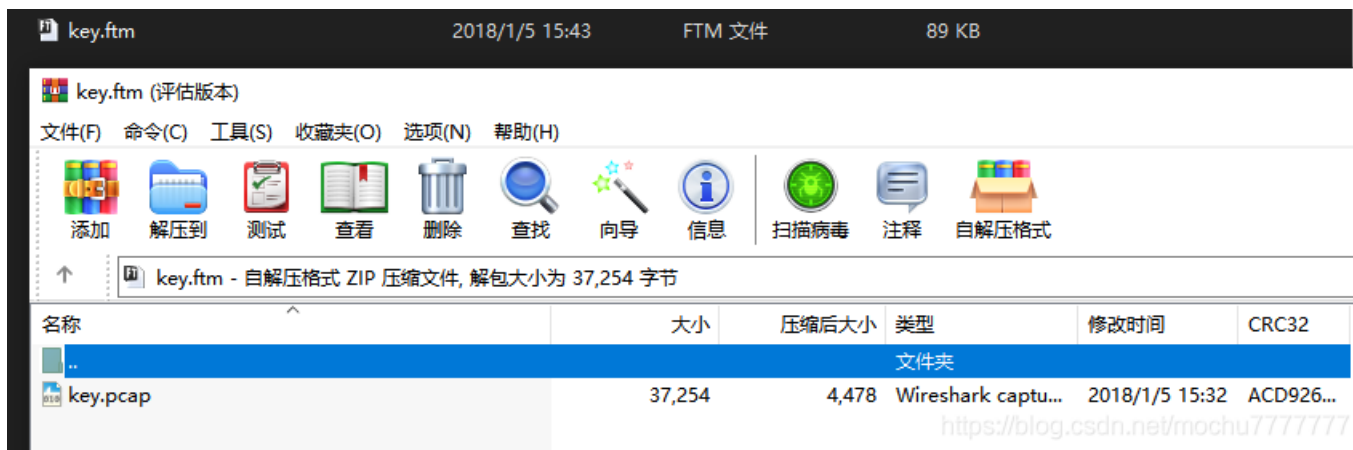 key.ftm 2018/1/5 15:43 FTM 文件 89 KB
key.ftm (评估版本)
文件(F) 命令(C) 工具(S) 收藏夹(O) 选项(N) 帮助(H)
添加 解压到 测试 查看 删除 查找 向导 信息 扫描病毒 注释 自解压格式
key.ftm - 自解压格式 ZIP 压缩文件, 解包大小为 37,254 字节
名称 大小 压缩后大小 类型 修改时间 CRC32
.. 文件夹
key.pcap 37,254 4,478 Wireshark captu... 2018/1/5 15:32 ACD926...
https://blog.csdn.net/mochu7777777